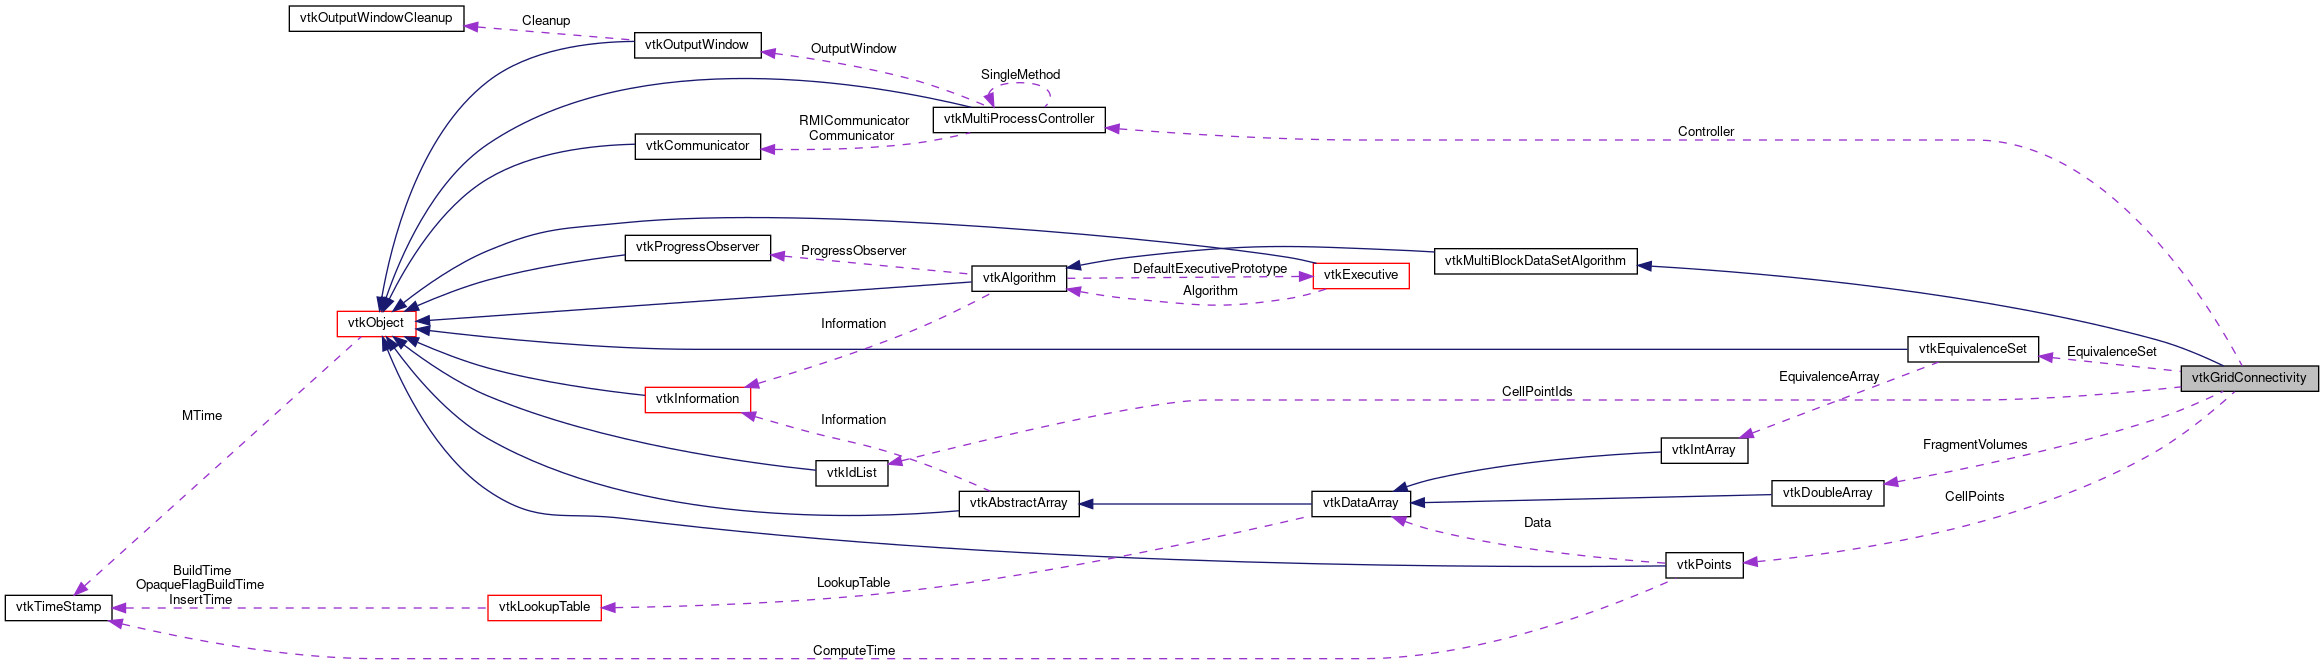 vtkOutputWindowCleanup
Cleanup
vtkOutputWindow
OutputWindow
SingleMethod
vtkMultiProcessController
RMICommunicator
Communicator
vtkCommunicator
Controller
vtkProgressObserver
ProgressObserver
vtkAlgorithm
DefaultExecutivePrototype
Algorithm
vtkExecutive
vtkMultiBlockDataSetAlgorithm
vtkObject
Information
vtkEquivalenceSet
EquivalenceSet
vtkGridConnectivity
EquivalenceArray
CellPointIds
vtkInformation
MTime
Information
FragmentVolumes
vtkIntArray
vtkIdList
vtkDoubleArray
CellPoints
vtkAbstractArray
vtkDataArray
Data
vtkPoints
BuildTime
OpaqueFlagBuildTime
InsertTime
LookupTable
vtkTimeStamp
vtkLookupTable
ComputeTime